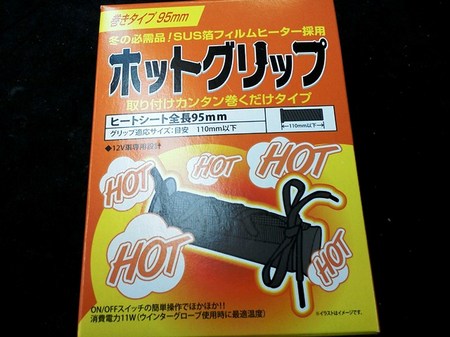 巻きタイプ 95mm
冬の必需品!SUS箔フィルムヒーター採用
ホットグリップ
取り付けカンタン巻くだけタイプ
ヒートシート全長95mm
グリップ適応サイズ:目安 110mm以下
110mm以下
●12V車専用設計
HOT
HOT
HOT
HOT
HOT
ON/OFFスイッチの簡単操作でほかほか!!
消費電力11W(ウインターグローブ使用時に最適温度)
※イラストはイメージです。